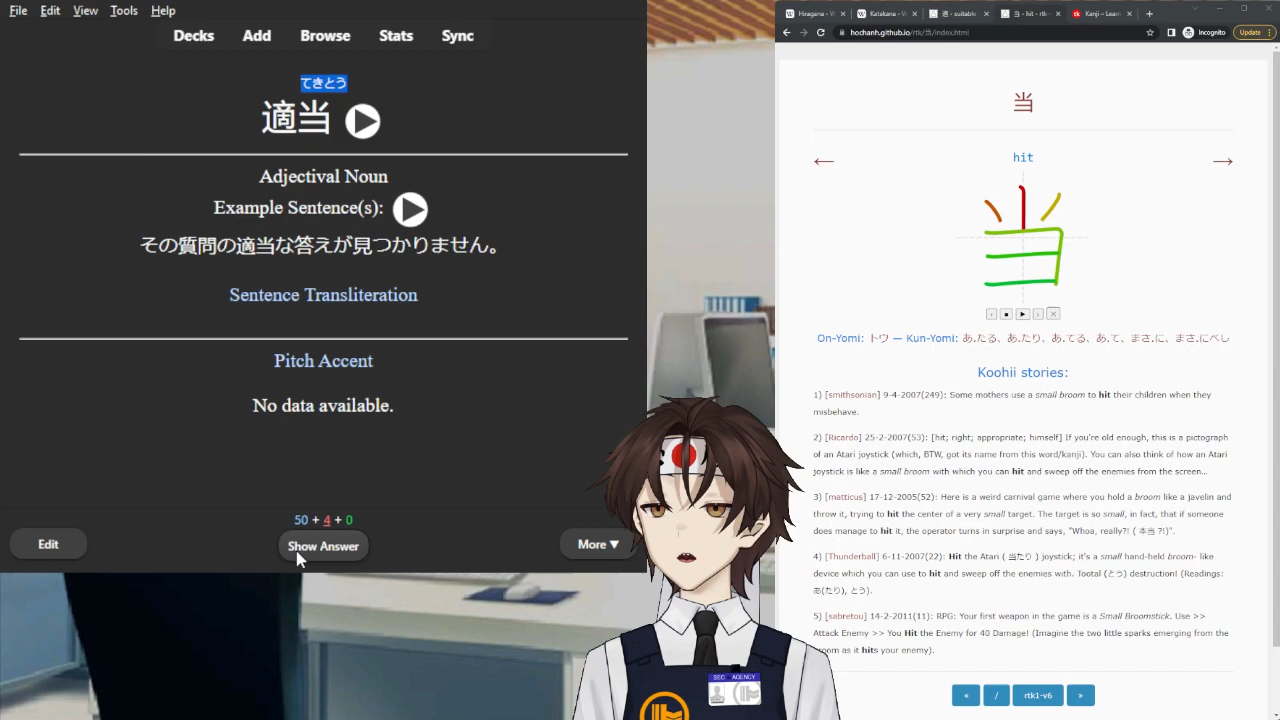 File Edit View Tools Help
Decks Add Browse Stats Sync
てきとう
適当
Adjectival Noun
Example Sentence(s):
その質問の適当な答えが見つかりません。
Sentence Transliteration
Pitch Accent
No data available.
50 + 4 + 0
Edit
Show Answer
More ▼
SEC AGENCY
Hiragana - W
Katakana - W
適 - suitable
当 - hit - rtk
Kanji – Learn
hochanh.github.io/rtk/当/index.html
Incognito
Update
当
← hit →
On-Yomi: トウ — Kun-Yomi: あ.たる、あ.たり、あ.てる、あ.て、まさ.に、まさ.にべし
Koohii stories:
1) [smithsonian] 9-4-2007(249): Some mothers use a small broom to hit their children when they
misbehave.
2) [Ricardo] 25-2-2007(53): [hit; right; appropriate; himself] If you're old enough, this is a pictograph
of an Atari joystick (which, BTW, got its name from this word/kanji). You can also think of how an Atari
joystick is like a small broom with which you can hit and sweep off the enemies from the screen...
3) [matticus] 17-12-2005(52): Here is a weird carnival game where you hold a broom like a javelin and
throw it, trying to hit the center of a very small target. The target is so small, in fact, that if someone
does manage to hit it, the operator turns in surprise and says, "Whoa, really?! ( 本当 ?!)".
4) [Thunderball] 6-11-2007(22): Hit the Atari ( 当たり ) joystick; it's a small hand-held broom- like
device which you can use to hit and sweep off the enemies with. Tootal (とう) destruction! (Readings:
あ(たり), とう).
5) [sabretou] 14-2-2011(11): RPG: Your first weapon in the game is a Small Broomstick. Use >>
Attack Enemy >> You Hit the Enemy for 40 Damage! (Imagine the two little sparks emerging from the
broom as it hits your enemy).
« / rtk1-v6 »